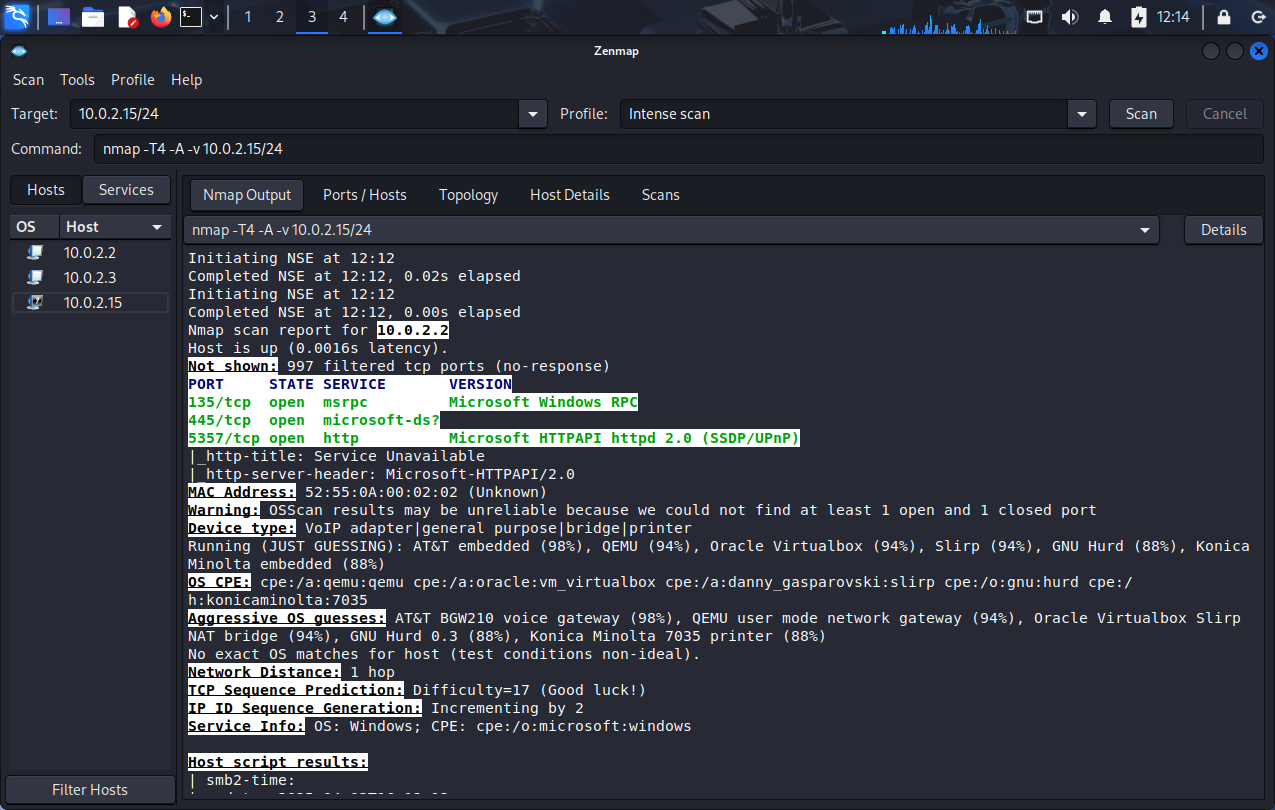 1 2 3 4 12:14
Zenmap
Scan Tools Profile Help
Target: 10.0.2.15/24 Profile: Intense scan Scan Cancel
Command: nmap -T4 -A -v 10.0.2.15/24
Hosts Services
Nmap Output Ports / Hosts Topology Host Details Scans
OS Host
10.0.2.2
10.0.2.3
10.0.2.15
Filter Hosts
nmap -T4 -A -v 10.0.2.15/24 Details
Initiating NSE at 12:12
Completed NSE at 12:12, 0.02s elapsed
Initiating NSE at 12:12
Completed NSE at 12:12, 0.00s elapsed
Nmap scan report for 10.0.2.2
Host is up (0.0016s latency).
Not shown: 997 filtered tcp ports (no-response)
PORT     STATE SERVICE       VERSION
135/tcp  open  msrpc         Microsoft Windows RPC
445/tcp  open  microsoft-ds?
5357/tcp open  http          Microsoft HTTPAPI httpd 2.0 (SSDP/UPnP)
|_http-title: Service Unavailable
|_http-server-header: Microsoft-HTTPAPI/2.0
MAC Address: 52:55:0A:00:02:02 (Unknown)
Warning: OSScan results may be unreliable because we could not find at least 1 open and 1 closed port
Device type: VoIP adapter|general purpose|bridge|printer
Running (JUST GUESSING): AT&T embedded (98%), QEMU (94%), Oracle Virtualbox (94%), Slirp (94%), GNU Hurd (88%), Konica
Minolta embedded (88%)
OS CPE: cpe:/a:qemu:qemu cpe:/a:oracle:vm_virtualbox cpe:/a:danny_gasparovski:slirp cpe:/o:gnu:hurd cpe:/
h:konicaminolta:7035
Aggressive OS guesses: AT&T BGW210 voice gateway (98%), QEMU user mode network gateway (94%), Oracle Virtualbox Slirp
NAT bridge (94%), GNU Hurd 0.3 (88%), Konica Minolta 7035 printer (88%)
No exact OS matches for host (test conditions non-ideal).
Network Distance: 1 hop
TCP Sequence Prediction: Difficulty=17 (Good luck!)
IP ID Sequence Generation: Incrementing by 2
Service Info: OS: Windows; CPE: cpe:/o:microsoft:windows
Host script results:
| smb2-time: